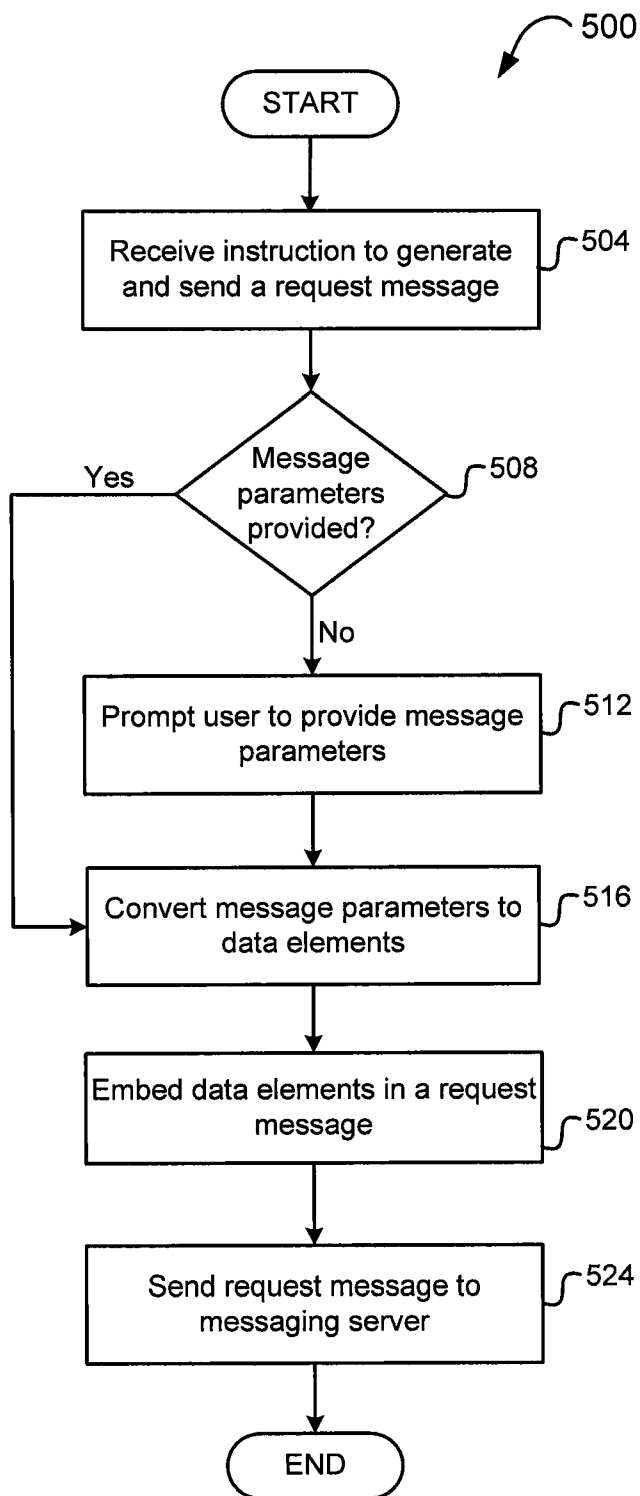 500
START
Receive instruction to generate
and send a request message
504
Message
parameters
provided?
508
Yes
No
Prompt user to provide message
parameters
512
Convert message parameters to
data elements
516
Embed data elements in a request
message
520
Send request message to
messaging server
524
END